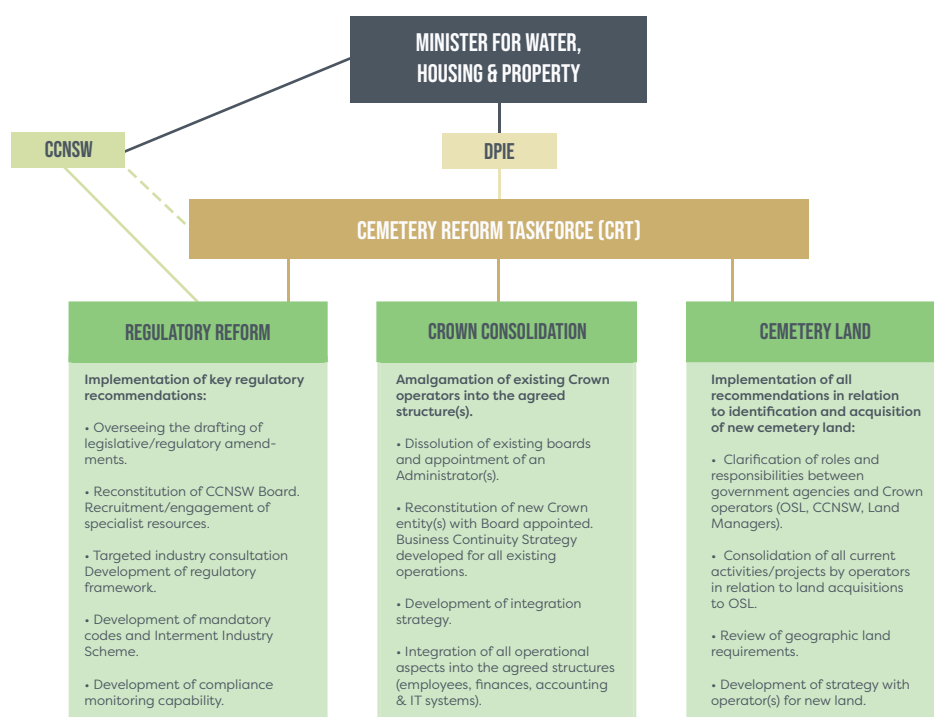 MINISTER FOR WATER,
HOUSING & PROPERTY
CCNSW
DPIE
CEMETERY REFORM TASKFORCE (CRT)
REGULATORY REFORM
Implementation of key regulatory
recommendations:
• Overseeing the drafting of
legislative/regulatory amend-
ments.
• Reconstitution of CCNSW Board.
Recruitment/engagement of
specialist resources.
• Targeted industry consultation
Development of regulatory
framework.
• Development of mandatory
codes and Interment Industry
Scheme.
• Development of compliance
monitoring capability.
CROWN CONSOLIDATION
Amalgamation of existing Crown
operators into the agreed
structure(s).
• Dissolution of existing boards
and appointment of an
Administrator(s).
• Reconstitution of new Crown
entity(s) with Board appointed.
Business Continuity Strategy
developed for all existing
operations.
• Development of integration
strategy.
• Integration of all operational
aspects into the agreed structures
(employees, finances, accounting
& IT systems).
CEMETERY LAND
Implementation of all
recommendations in relation
to identification and acquisition
of new cemetery land:
• Clarification of roles and
responsibilities between
government agencies and Crown
operators (OSL, CCNSW, Land
Managers).
• Consolidation of all current
activities/projects by operators
in relation to land acquisitions
to OSL.
• Review of geographic land
requirements.
• Development of strategy with
operator(s) for new land.